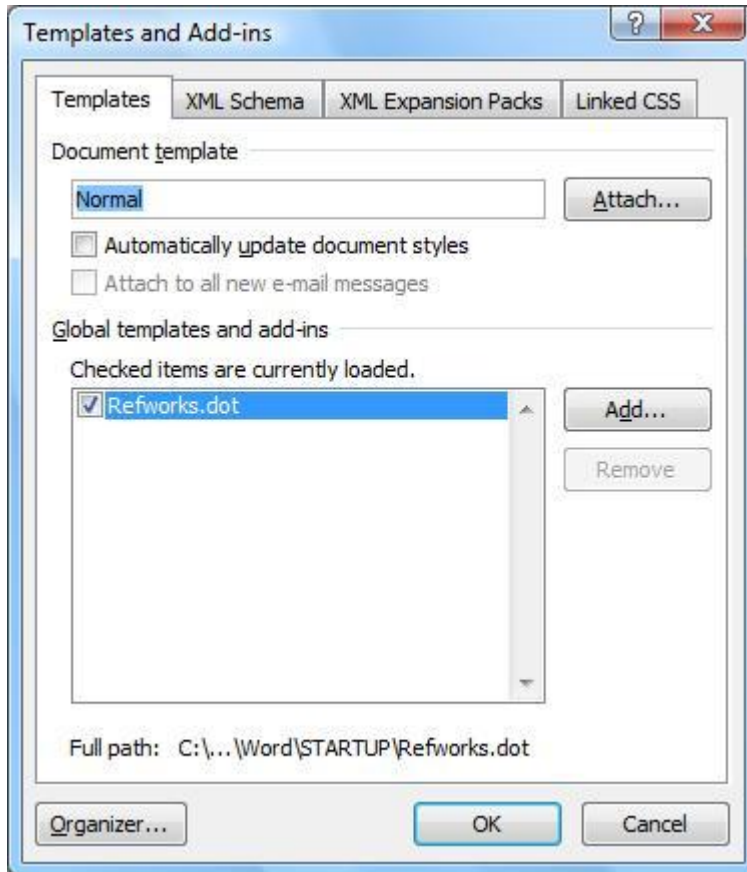 Templates and Add-ins
Templates XML Schema XML Expansion Packs Linked CSS
Document template
Normal Attach...
Automatically update document styles
Attach to all new e-mail messages
Global templates and add-ins
Checked items are currently loaded.
Refworks.dot Add...
Remove
Full path: C:\...\Word\STARTUP\Refworks.dot
Organizer... OK Cancel